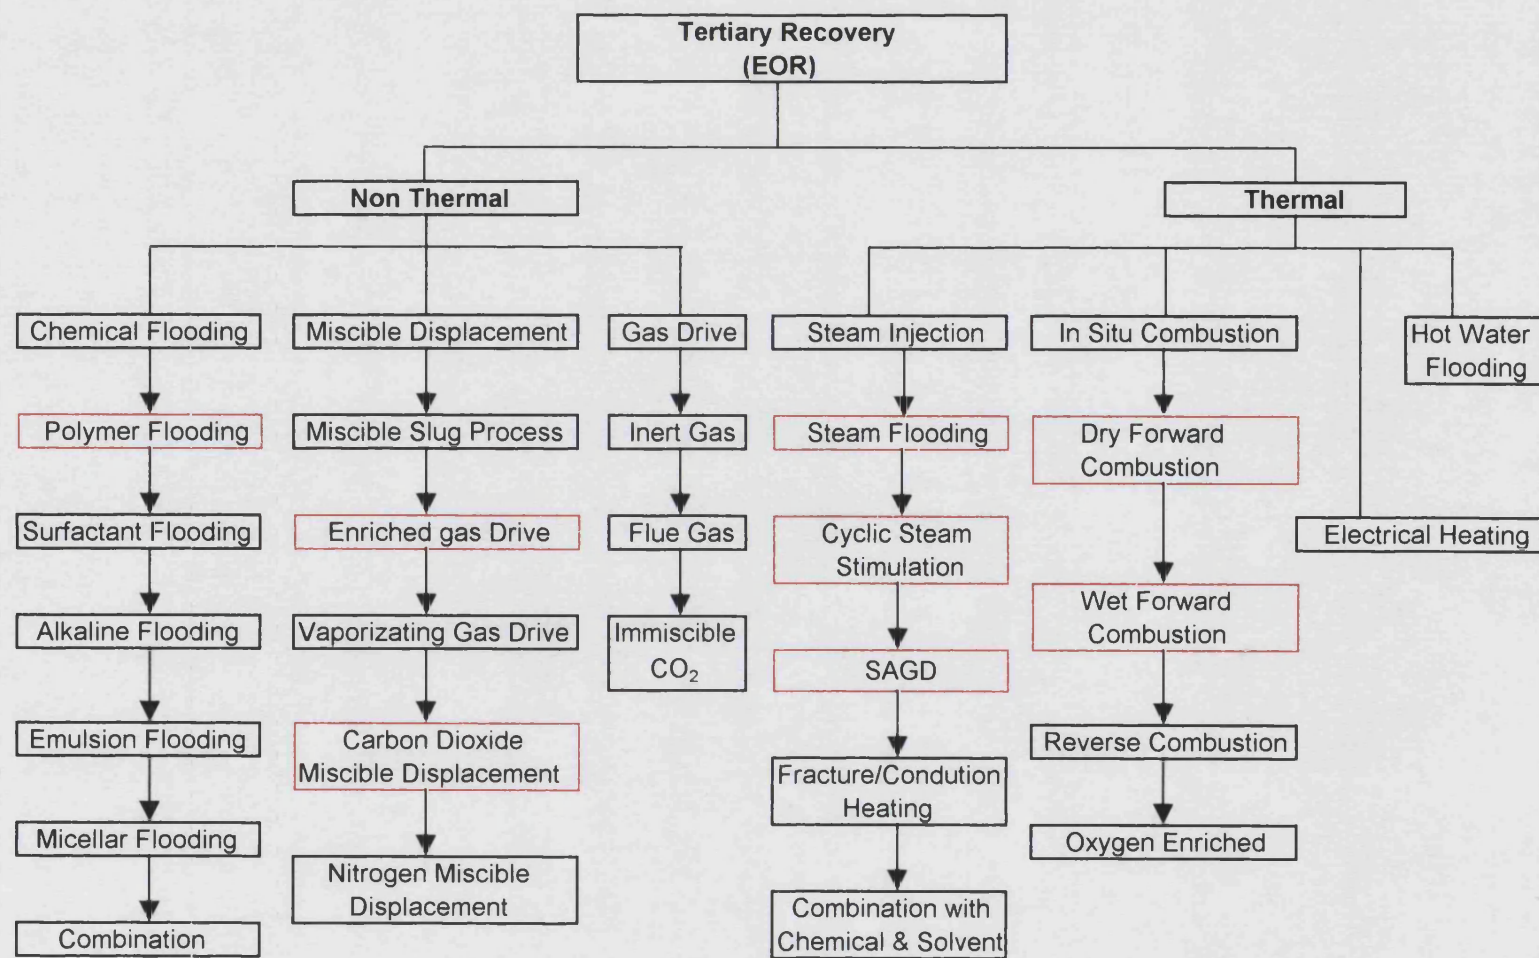 Tertiary Recovery
(EOR)
Non Thermal
Thermal
Chemical Flooding
Miscible Displacement
Gas Drive
Steam Injection
In Situ Combustion
Hot Water
Flooding
Polymer Flooding
Miscible Slug Process
Inert Gas
Steam Flooding
Dry Forward
Combustion
Surfactant Flooding
Enriched gas Drive
Flue Gas
Cyclic Steam
Stimulation
Electrical Heating
Alkaline Flooding
Vaporizating Gas Drive
Immiscible
CO₂
SAGD
Wet Forward
Combustion
Emulsion Flooding
Carbon Dioxide
Miscible Displacement
Fracture/Condution
Heating
Reverse Combustion
Micellar Flooding
Nitrogen Miscible
Displacement
Oxygen Enriched
Combination
Combination with
Chemical & Solvent